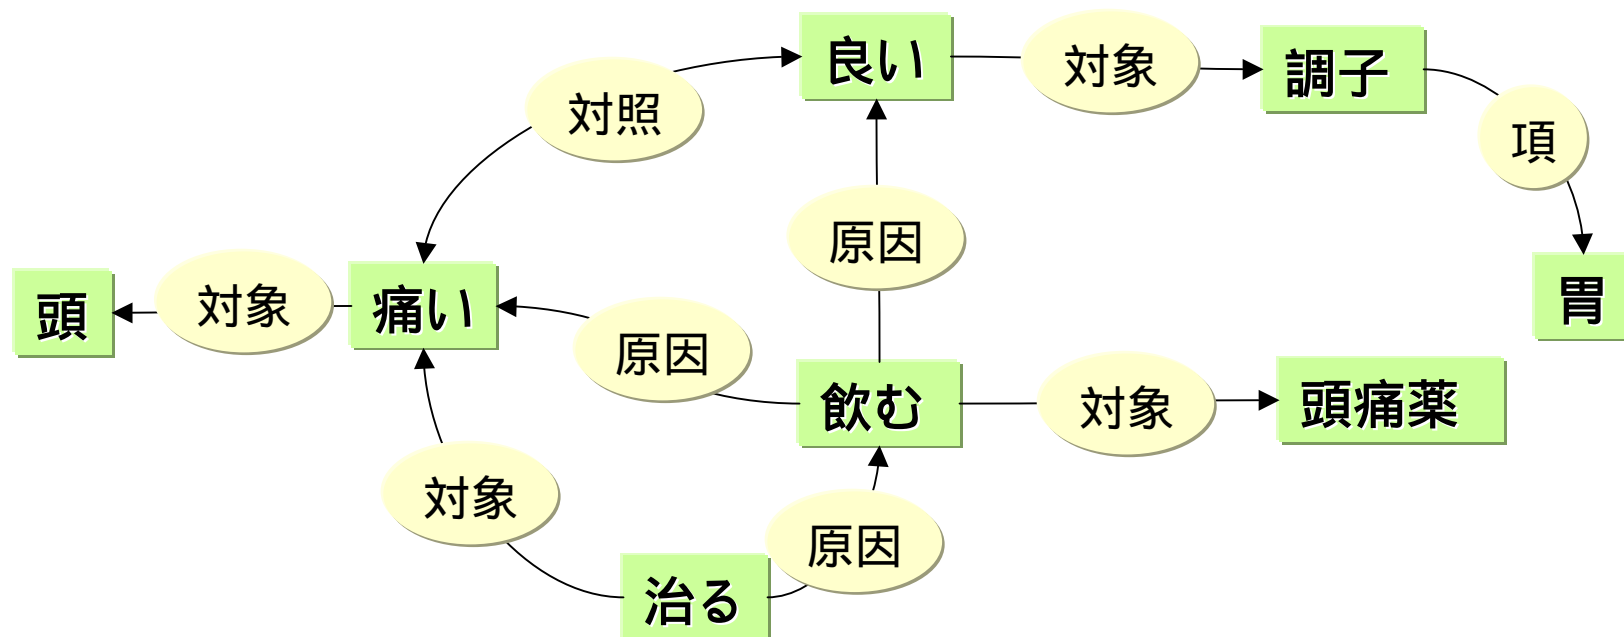 良い
対象
調子
対照
項
原因
頭
対象
痛い
胃
原因
飲む
対象
頭痛薬
対象
原因
治る